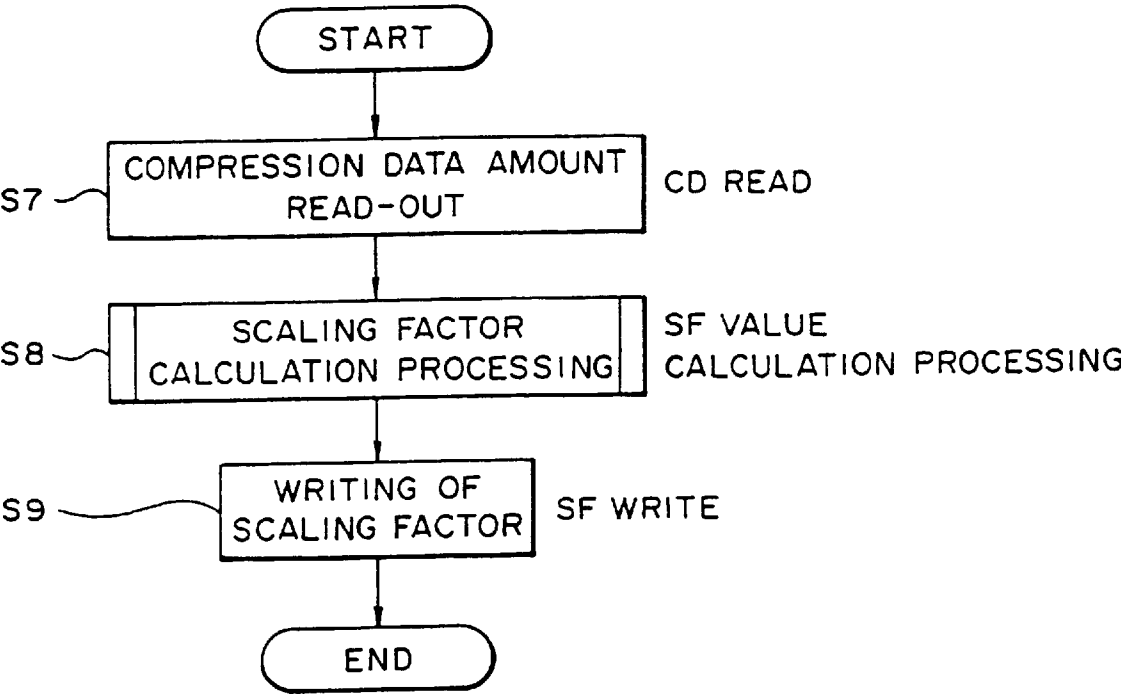 START
COMPRESSION DATA AMOUNT
READ-OUT
S7
CD READ
SCALING FACTOR
CALCULATION PROCESSING
S8
SF VALUE
CALCULATION PROCESSING
WRITING OF
SCALING FACTOR
S9
SF WRITE
END